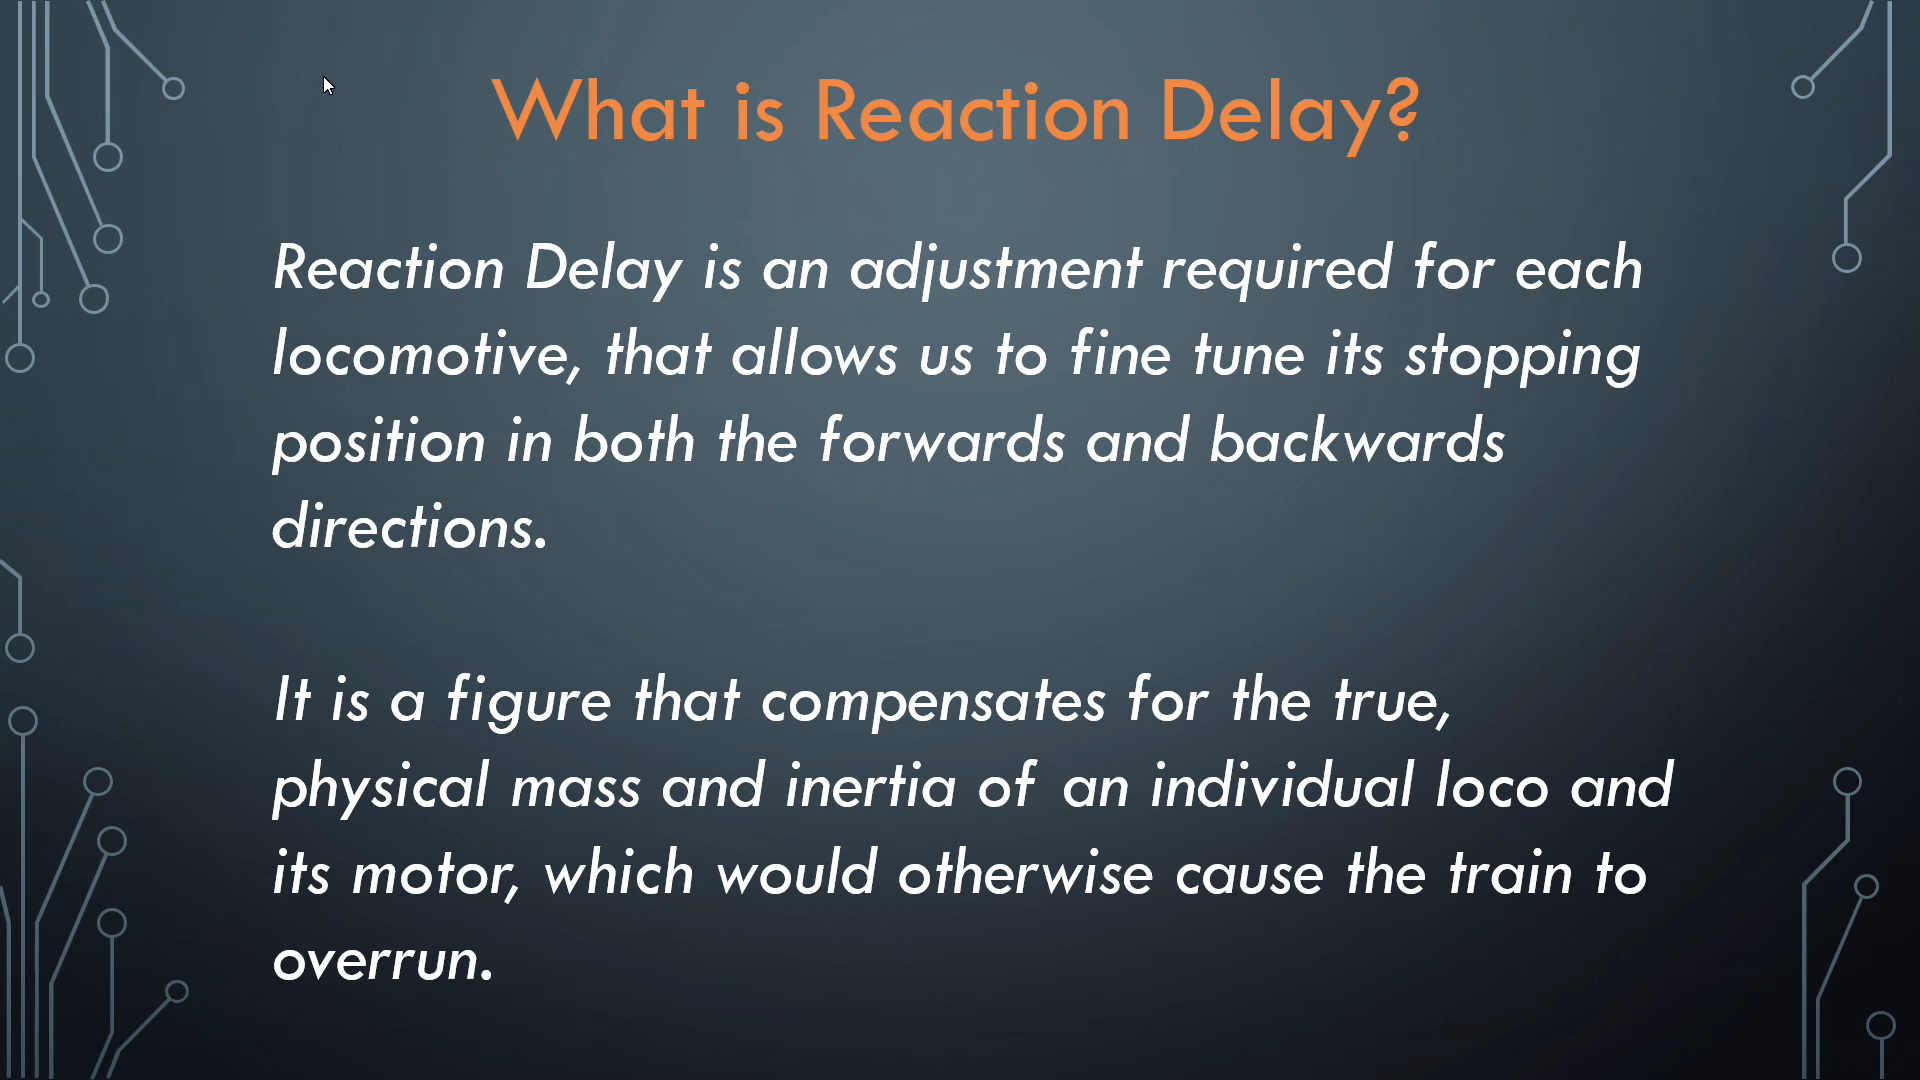 What is Reaction Delay?
Reaction Delay is an adjustment required for each
locomotive, that allows us to fine tune its stopping
position in both the forwards and backwards
directions.
It is a figure that compensates for the true,
physical mass and inertia of an individual loco and
its motor, which would otherwise cause the train to
overrun.